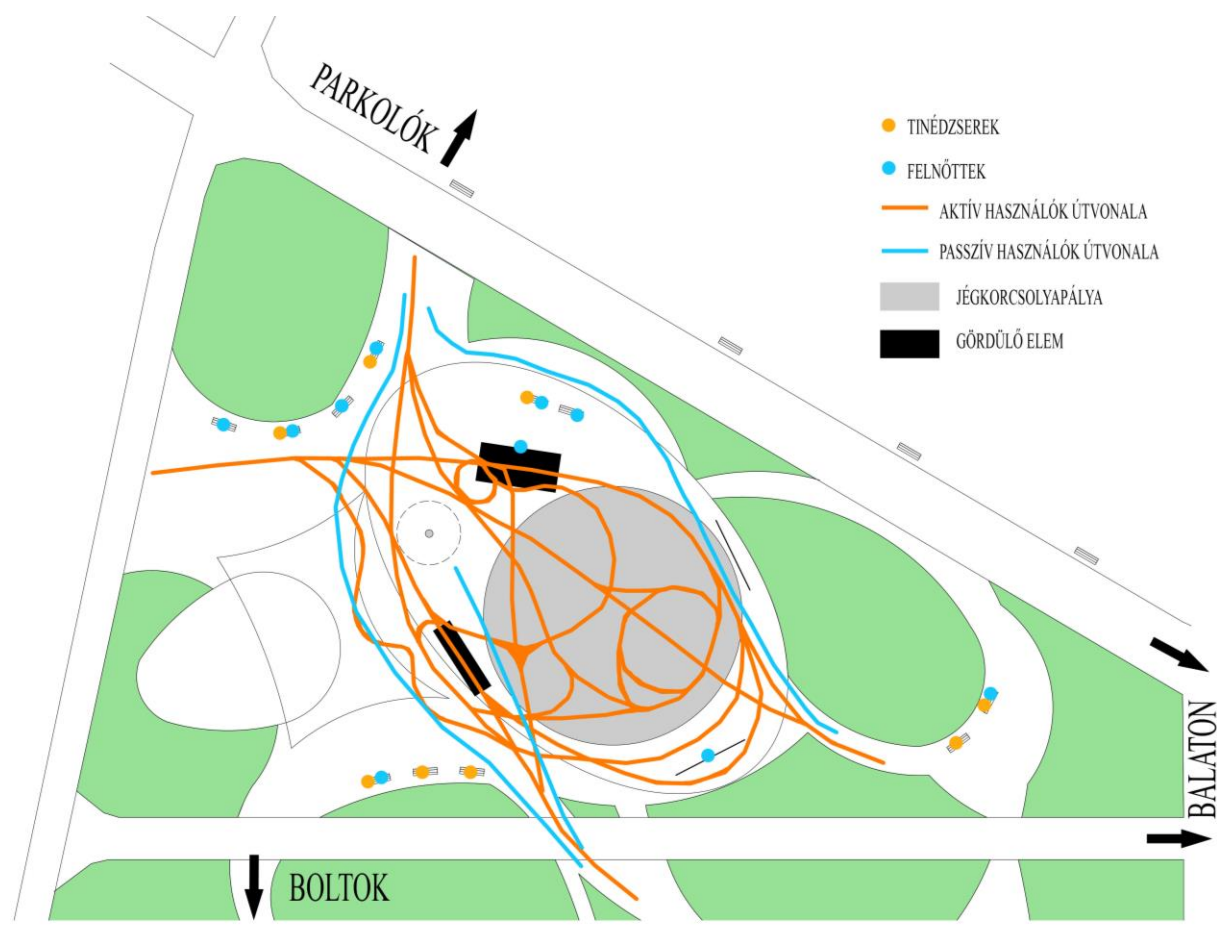 PARKOLÓK
TINÉDZSEREK
FELNŐTTEK
AKTÍV HASZNÁLÓK ÚTVONALA
PASSZÍV HASZNÁLÓK ÚTVONALA
JÉGKORCSOLYAPÁLYA
GÖRDÜLŐ ELEM
BALATON
BOLTOK